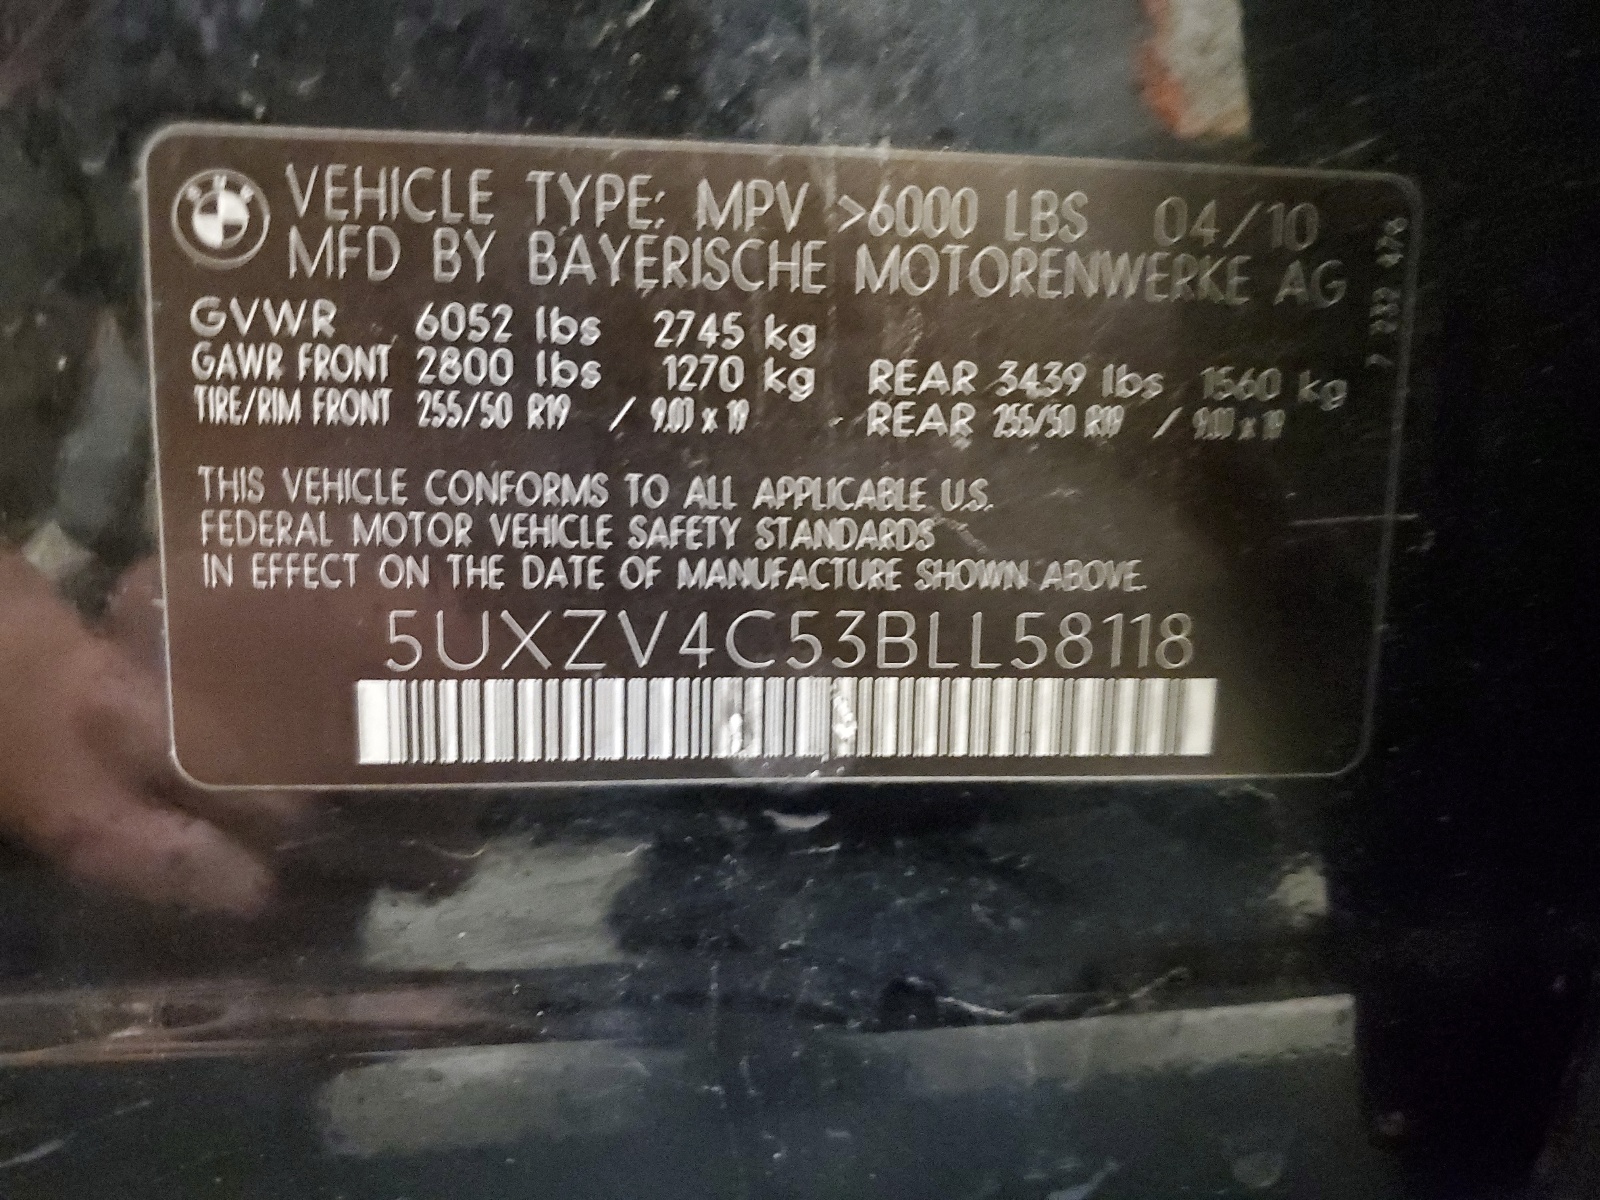 BMW
VEHICLE TYPE: MPV >6000 LBS 04/10
MFD BY BAYERISCHE MOTORENWERKE AG
GVWR 6052 lbs 2745 kg
GAWR FRONT 2800 lbs 1270 kg REAR 3439 lbs 1560 kg
TIRE/RIM FRONT 255/50 R19 / 9.0J x 19 REAR 255/50 R19 / 9.0J x 19
THIS VEHICLE CONFORMS TO ALL APPLICABLE U.S.
FEDERAL MOTOR VEHICLE SAFETY STANDARDS
IN EFFECT ON THE DATE OF MANUFACTURE SHOWN ABOVE.
5UXZV4C53BLL58118